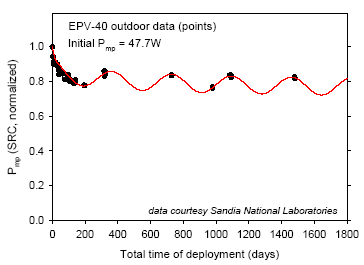 EPV-40 outdoor data (points)
Initial Pmp = 47.7W
1.0
0.8
0.6
0.4
0.2
0.0
Pmp (SRC, normalized)
data courtesy Sandia National Laboratories
0 200 400 600 800 1000 1200 1400 1600 1800
Total time of deployment (days)